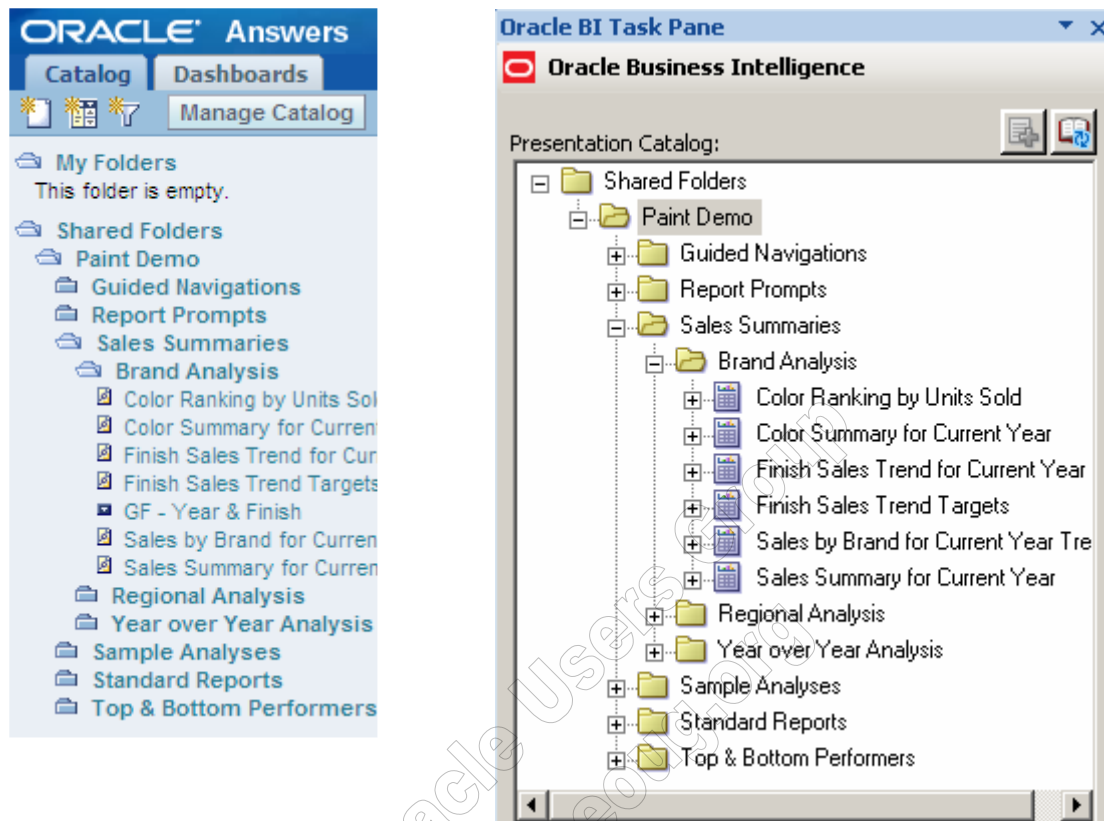 ORACLE Answers
Catalog Dashboards
Manage Catalog
My Folders
This folder is empty.
Shared Folders
Paint Demo
Guided Navigations
Report Prompts
Sales Summaries
Brand Analysis
Color Ranking by Units Sol
Color Summary for Current
Finish Sales Trend for Cur
Finish Sales Trend Targets
GF - Year & Finish
Sales by Brand for Curren
Sales Summary for Curren
Regional Analysis
Year over Year Analysis
Sample Analyses
Standard Reports
Top & Bottom Performers
Oracle BI Task Pane
Oracle Business Intelligence
Presentation Catalog:
Shared Folders
Paint Demo
Guided Navigations
Report Prompts
Sales Summaries
Brand Analysis
Color Ranking by Units Sold
Color Summary for Current Year
Finish Sales Trend for Current Year
Finish Sales Trend Targets
Sales by Brand for Current Year Tre
Sales Summary for Current Year
Regional Analysis
Year over Year Analysis
Sample Analyses
Standard Reports
Top & Bottom Performers
acle Users Group
eoug.org